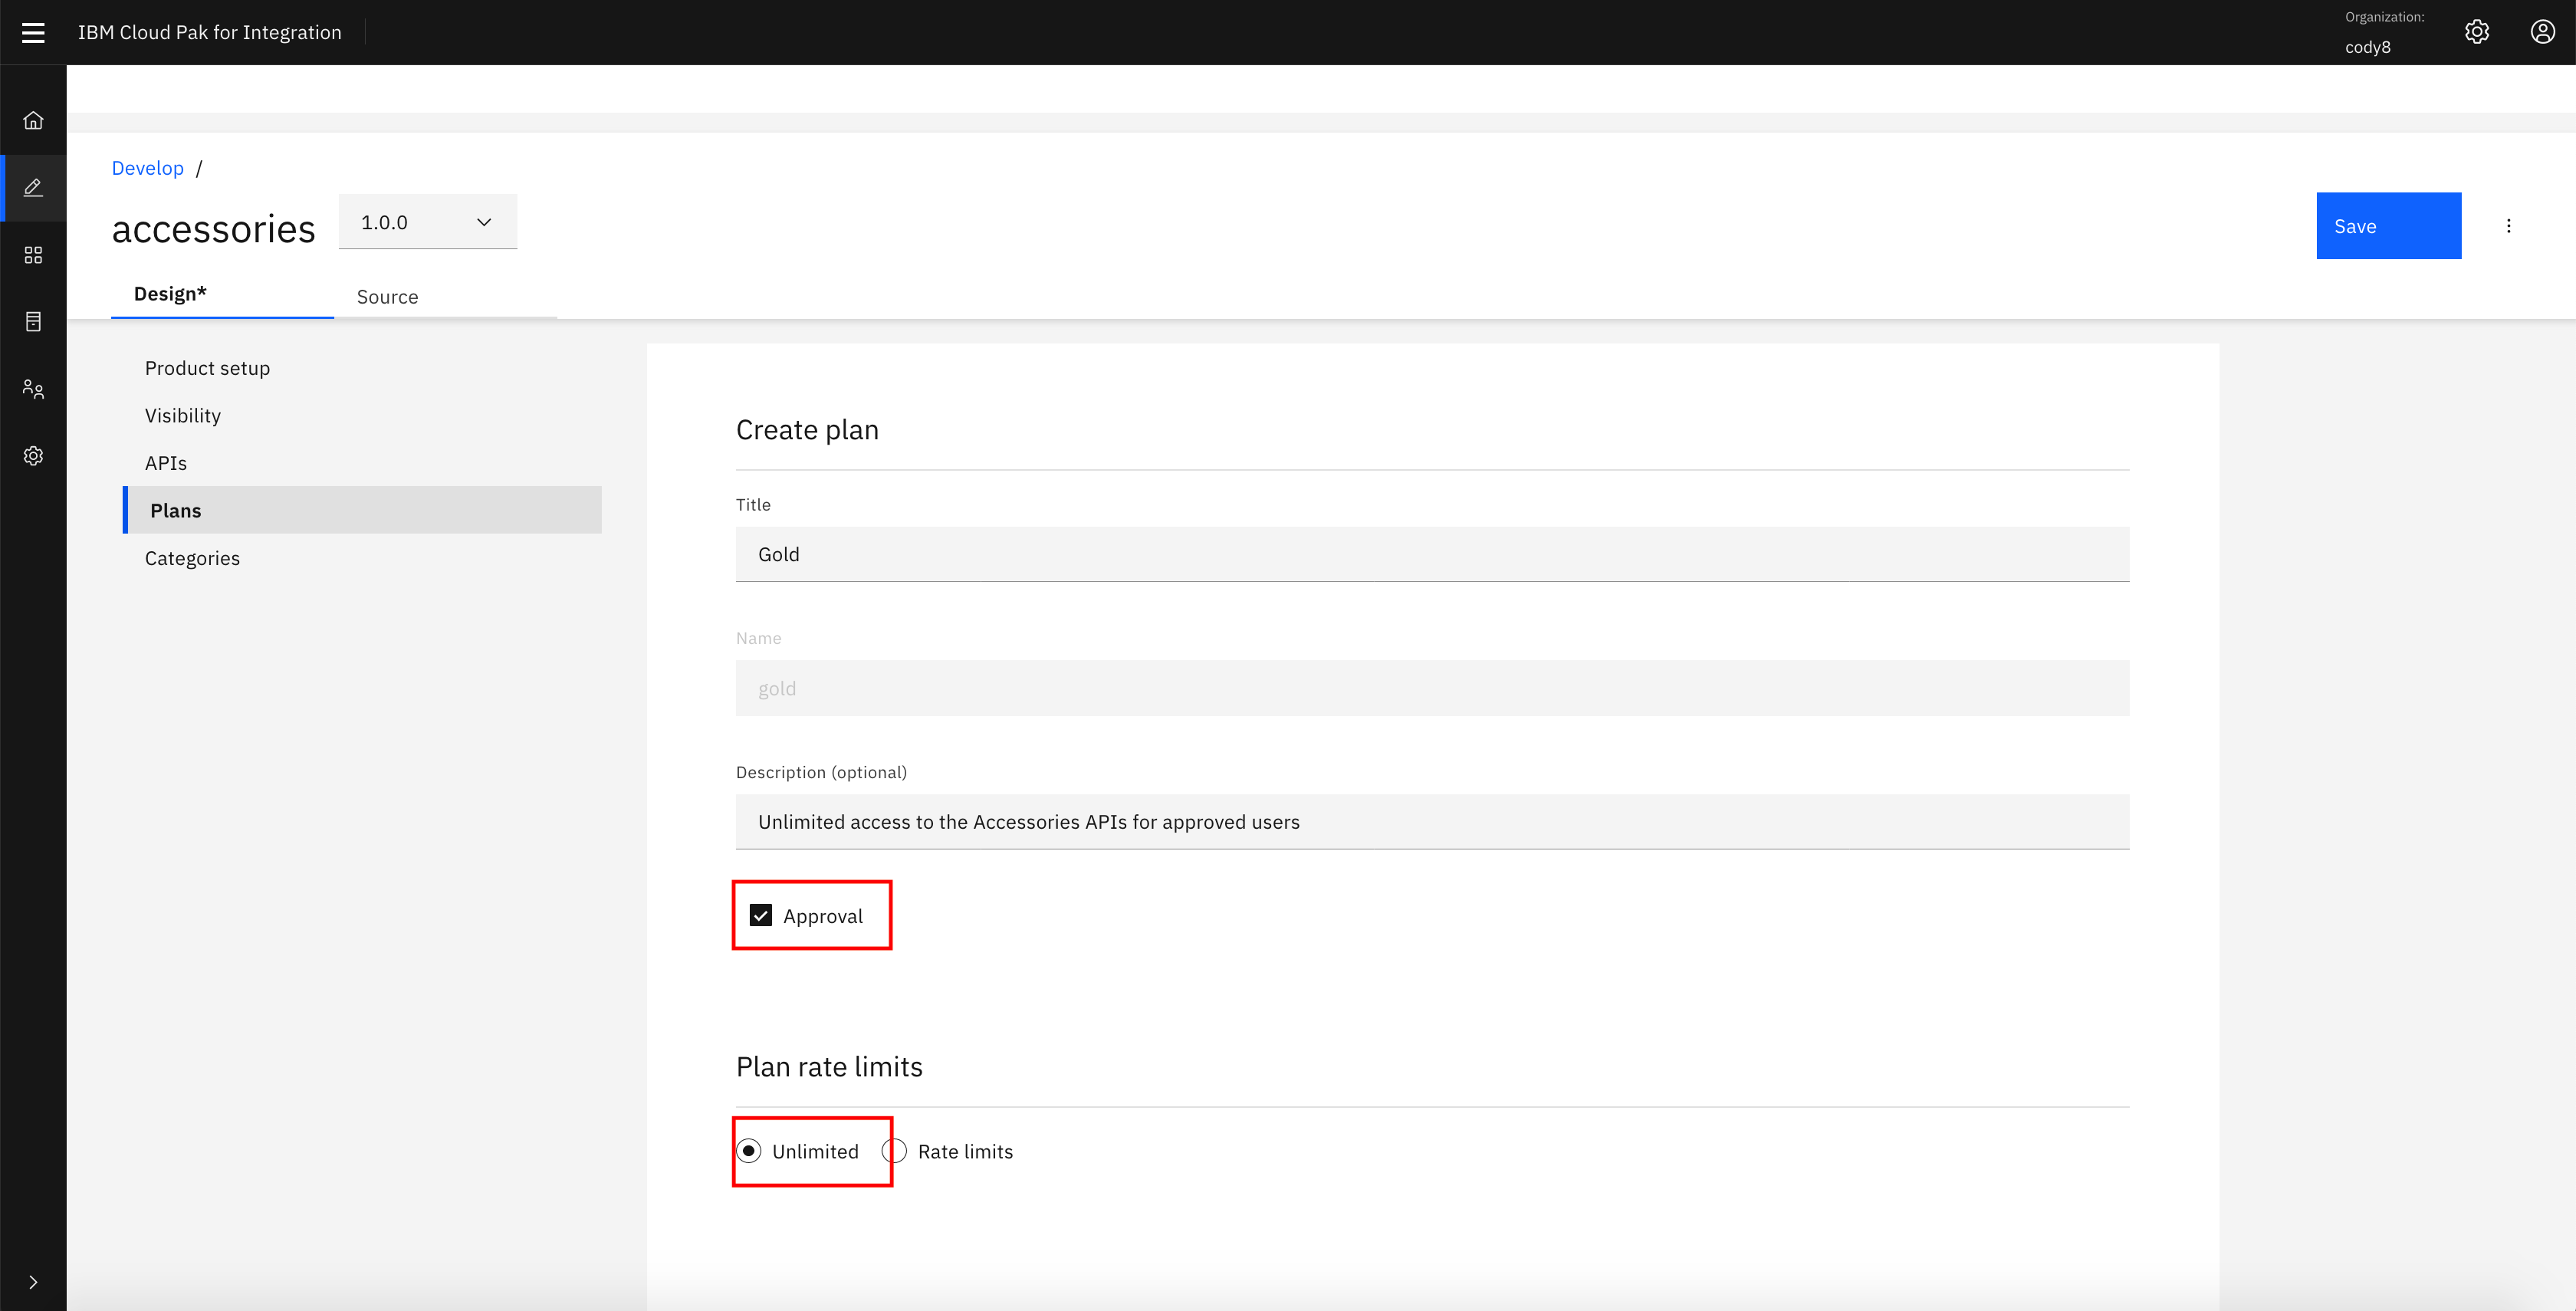 IBM Cloud Pak for Integration
Organization:
cody8
Develop /
accessories
1.0.0
Save
Design*
Source
Product setup
Visibility
APIs
Plans
Categories
Create plan
Title
Gold
Name
gold
Description (optional)
Unlimited access to the Accessories APIs for approved users
Approval
Plan rate limits
Unlimited
Rate limits